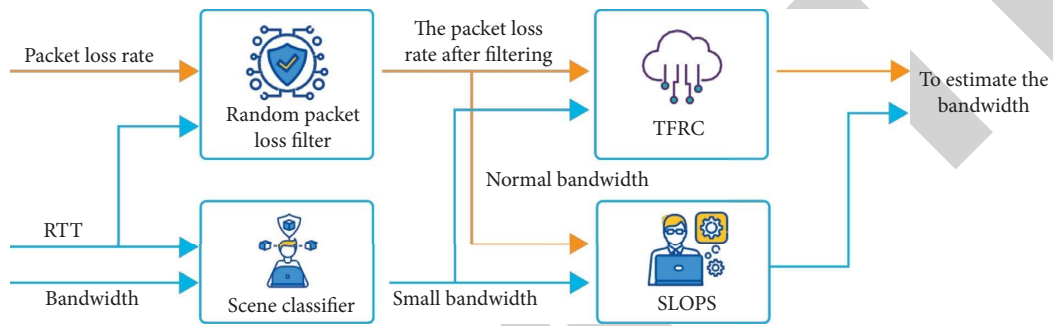 Packet loss rate
Random packet
loss filter
The packet loss
rate after filtering
TFRC
To estimate the
bandwidth
Normal bandwidth
RTT
Bandwidth
Scene classifier
Small bandwidth
SLOPS